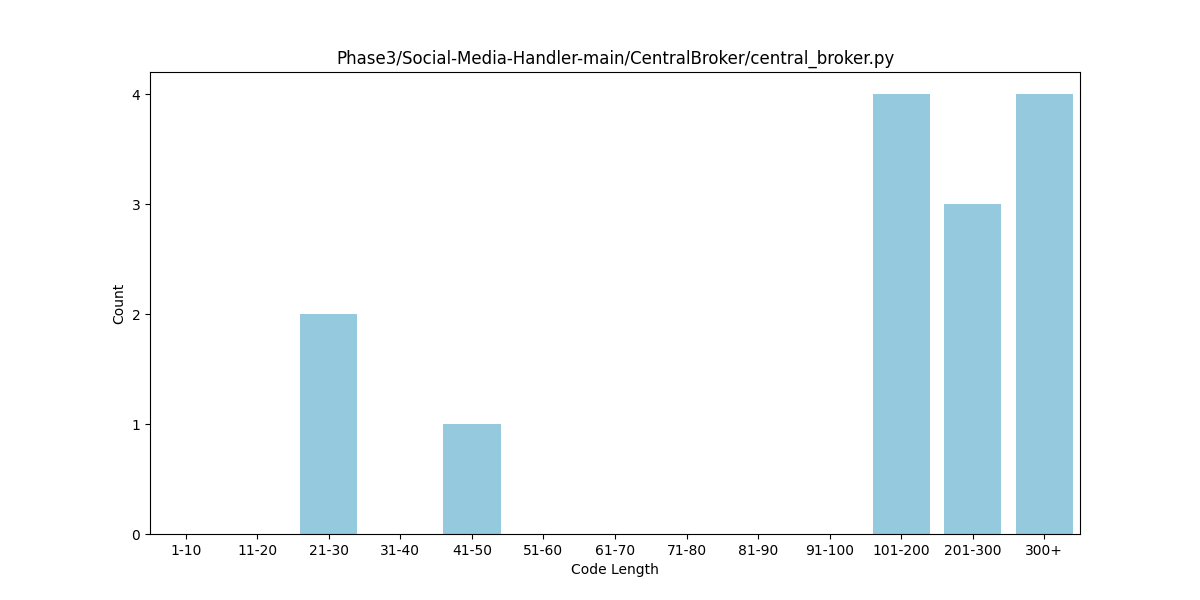 Phase3/Social-Media-Handler-main/CentralBroker/central_broker.py
4
3
2
1
0
Count
1-10 11-20 21-30 31-40 41-50 51-60 61-70 71-80 81-90 91-100 101-200 201-300 300+
Code Length